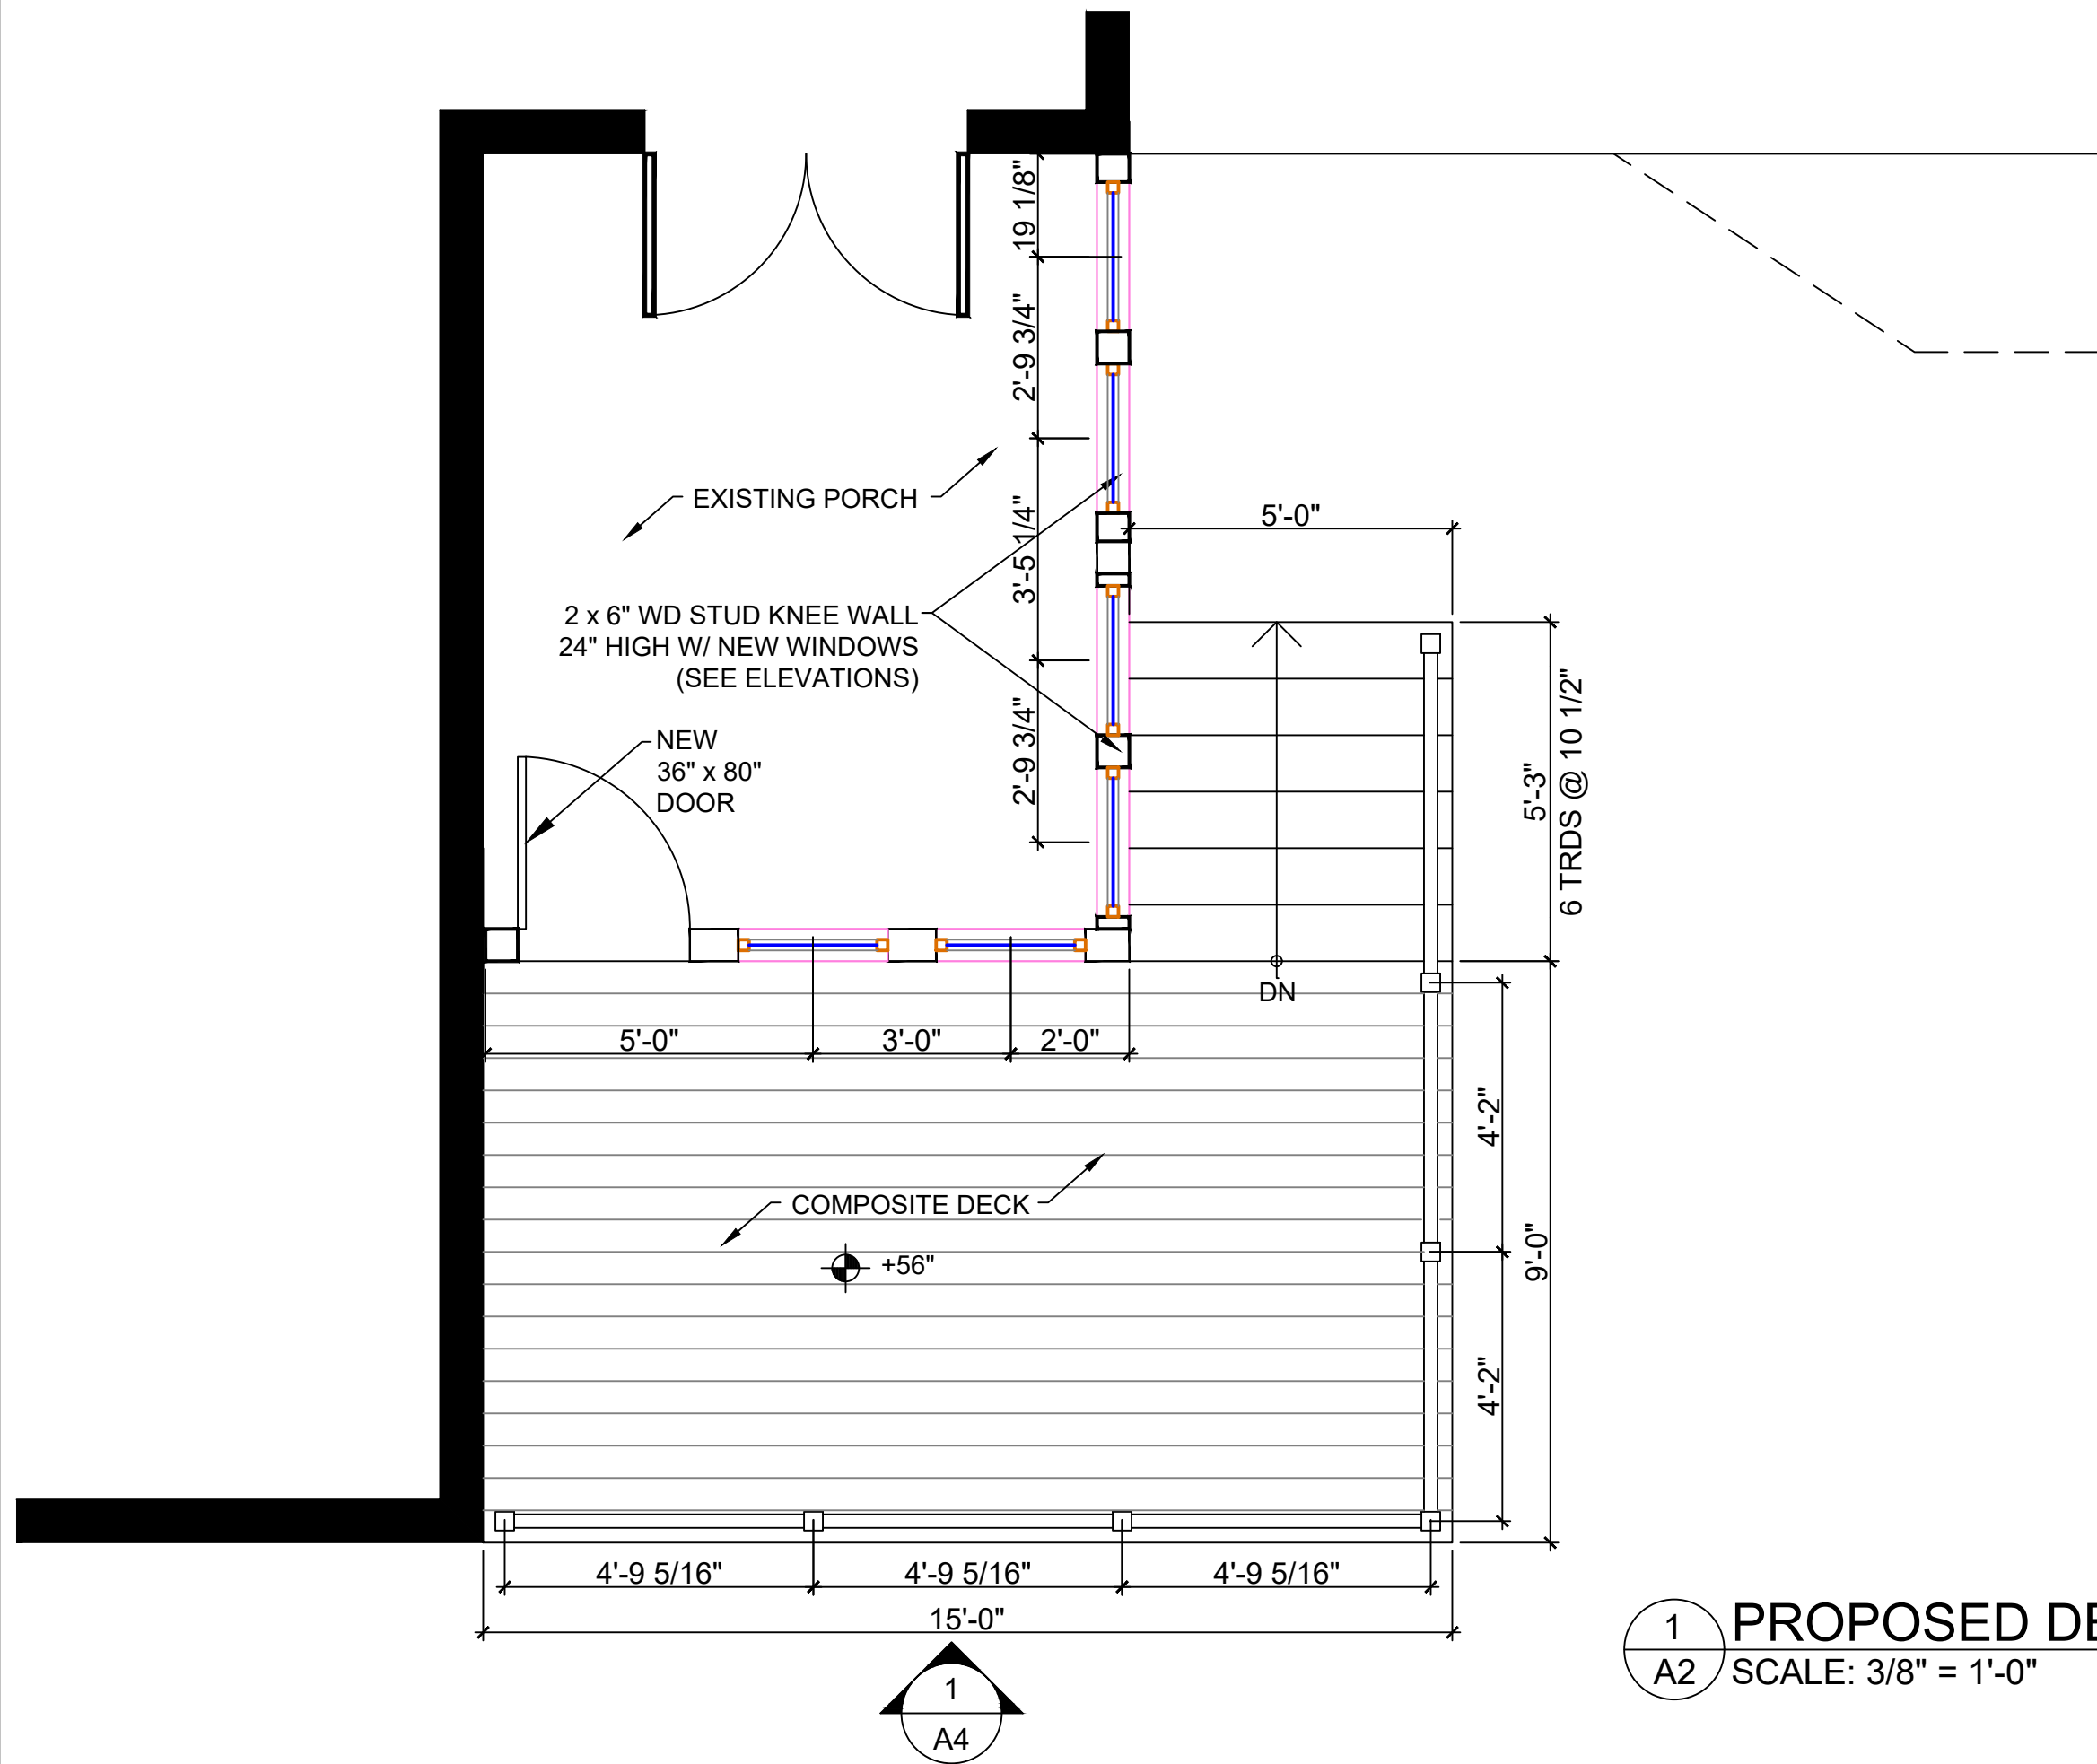 19 1/8"
2'-9 3/4"
EXISTING PORCH
3'-5 1/4"
5'-0"
2 x 6" WD STUD KNEE WALL
24" HIGH W/ NEW WINDOWS
(SEE ELEVATIONS)
2'-9 3/4"
NEW
36" x 80"
DOOR
5'-3"
6 TRDS @ 10 1/2"
DN
5'-0"
3'-0"
2'-0"
4'-2"
COMPOSITE DECK
+56"
9'-0"
4'-2"
4'-9 5/16"
4'-9 5/16"
4'-9 5/16"
15'-0"
1
A4
1
A2
PROPOSED DE
SCALE: 3/8" = 1'-0"